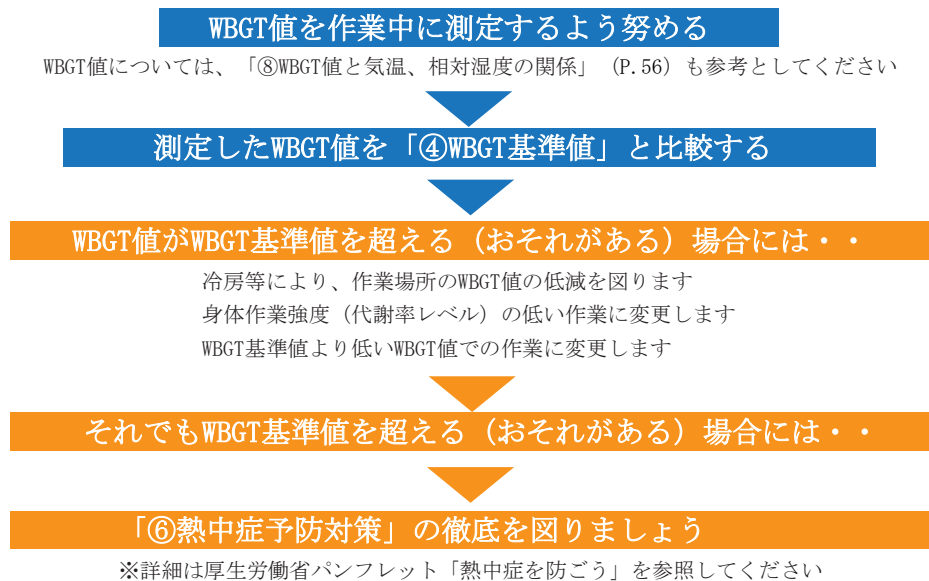 WBGT値を作業中に測定するよう努める
WBGT値については、「⑧WBGT値と気温、相対湿度の関係」（P.56）も参考としてください
測定したWBGT値を「④WBGT基準値」と比較する
WBGT値がWBGT基準値を超える（おそれがある）場合には・・
冷房等により、作業場所のWBGT値の低減を図ります
身体作業強度（代謝率レベル）の低い作業に変更します
WBGT基準値より低いWBGT値での作業に変更します
それでもWBGT基準値を超える（おそれがある）場合には・・
「⑥熱中症予防対策」の徹底を図りましょう
※詳細は厚生労働省パンフレット「熱中症を防ごう」を参照してください